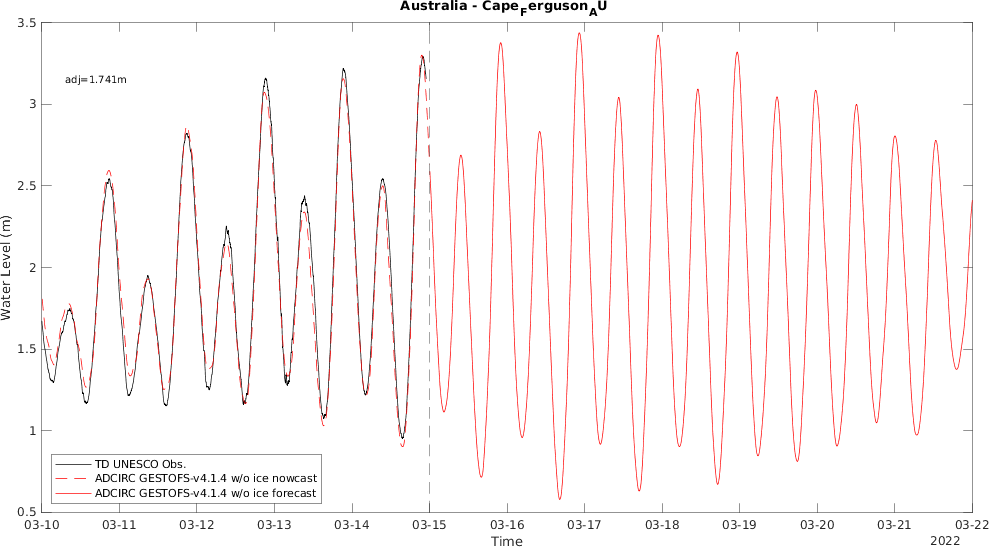 Australia - Cape_Ferguson_AU
adj=1.741m
3.5
3
2.5
2
1.5
1
0.5
Water Level (m)
TD UNESCO Obs.
ADCIRC GESTOFS-v4.1.4 w/o ice nowcast
ADCIRC GESTOFS-v4.1.4 w/o ice forecast
03-10 03-11 03-12 03-13 03-14 03-15 03-16 03-17 03-18 03-19 03-20 03-21 03-22
Time
2022